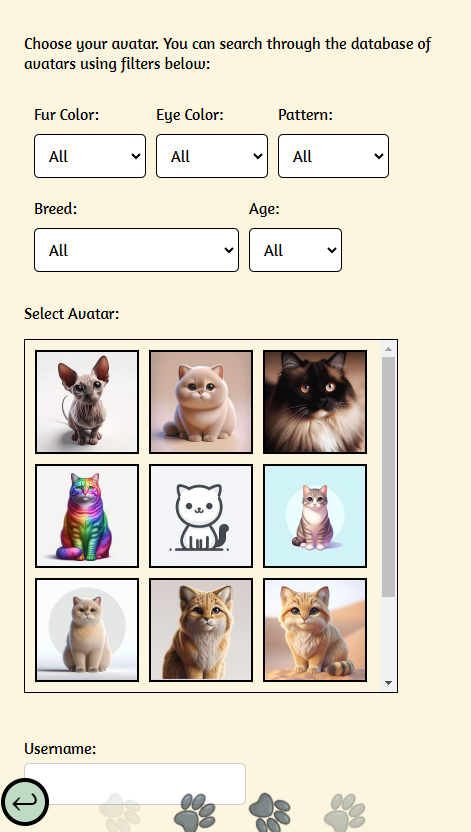 Choose your avatar. You can search through the database of
avatars using filters below:
Fur Color: Eye Color: Pattern:
All All All
Breed: Age:
All All
Select Avatar:
Username: